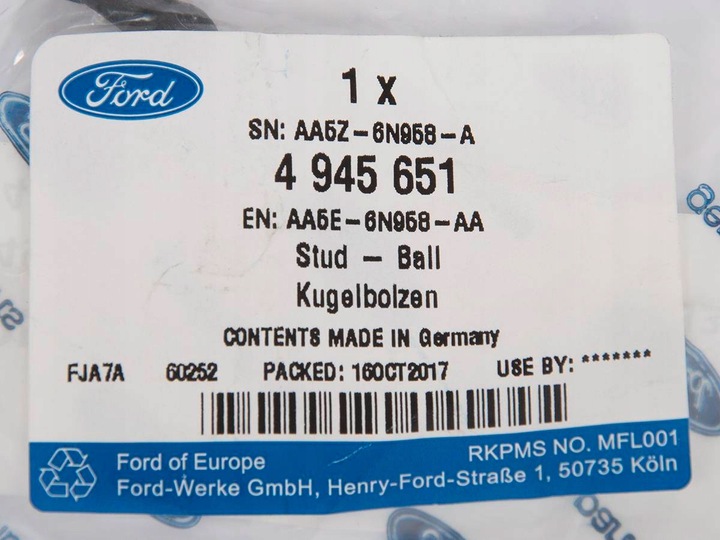 Ford
1 x
SN: AA5Z-6N958-A
4 945 651
EN: AA5E-6N958-AA
Stud - Ball
Kugelbolzen
CONTENTS MADE IN Germany
FJA7A 60252 PACKED: 16OCT2017 USE BY: *******
RKPMS NO. MFL001
Ford of Europe
Ford-Werke GmbH, Henry-Ford-Straße 1, 50735 Köln
Ford